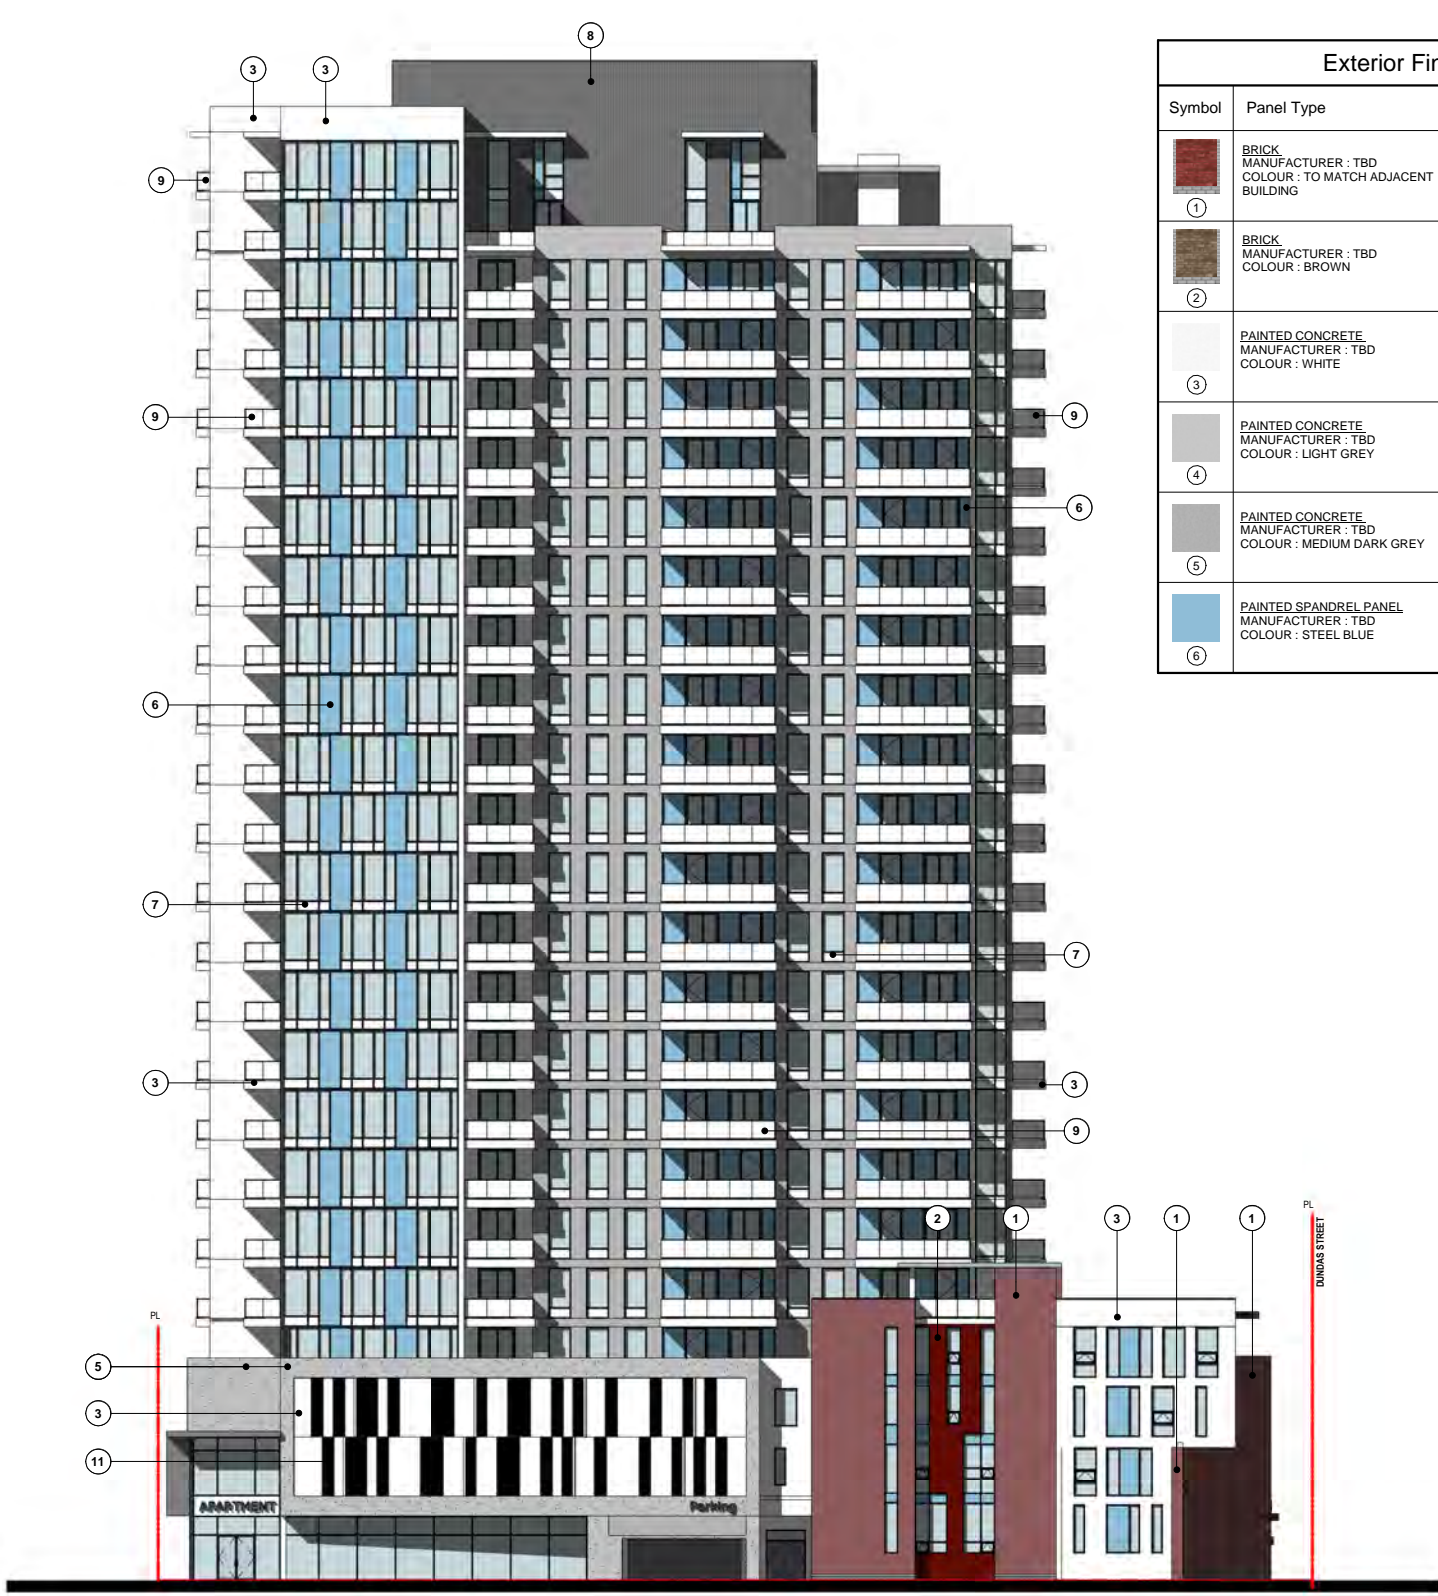 8
3
3
9
9
9
6
6
7
7
3
3
9
2
1
3
1
1
PL
DUNDAS STREET
PL
5
3
11
APARTMENT
Parking
Exterior Fin
Symbol
Panel Type
1
BRICK
MANUFACTURER : TBD
COLOUR : TO MATCH ADJACENT
BUILDING
2
BRICK
MANUFACTURER : TBD
COLOUR : BROWN
3
PAINTED CONCRETE
MANUFACTURER : TBD
COLOUR : WHITE
4
PAINTED CONCRETE
MANUFACTURER : TBD
COLOUR : LIGHT GREY
5
PAINTED CONCRETE
MANUFACTURER : TBD
COLOUR : MEDIUM DARK GREY
6
PAINTED SPANDREL PANEL
MANUFACTURER : TBD
COLOUR : STEEL BLUE